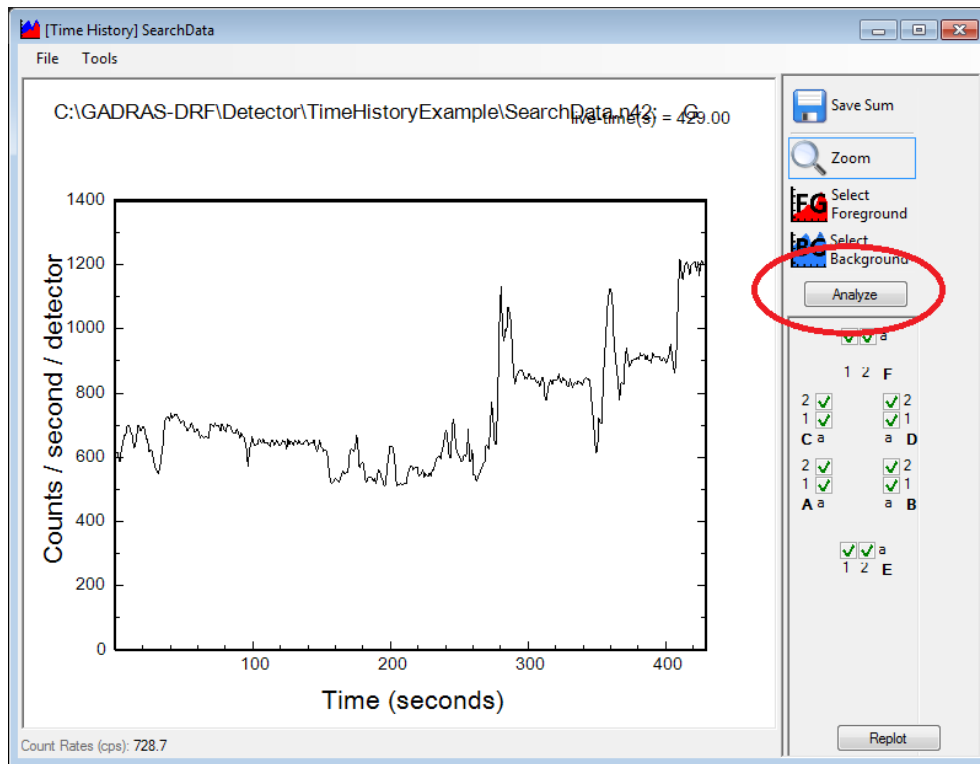 [Time History] SearchData
File Tools
C:\GADRAS-DRF\Detector\TimeHistoryExample\SearchData.n42: G
live-time(s) = 429.00
1400
1200
1000
800
600
400
200
0
Counts / second / detector
100 200 300 400
Time (seconds)
Count Rates (cps): 728.7
Save Sum
Zoom
FG
Select
Foreground
BG
Select
Background
Analyze
a
1 2 F
2 2
1 1
C a a D
2 2
1 1
A a a B
a
1 2 E
Replot